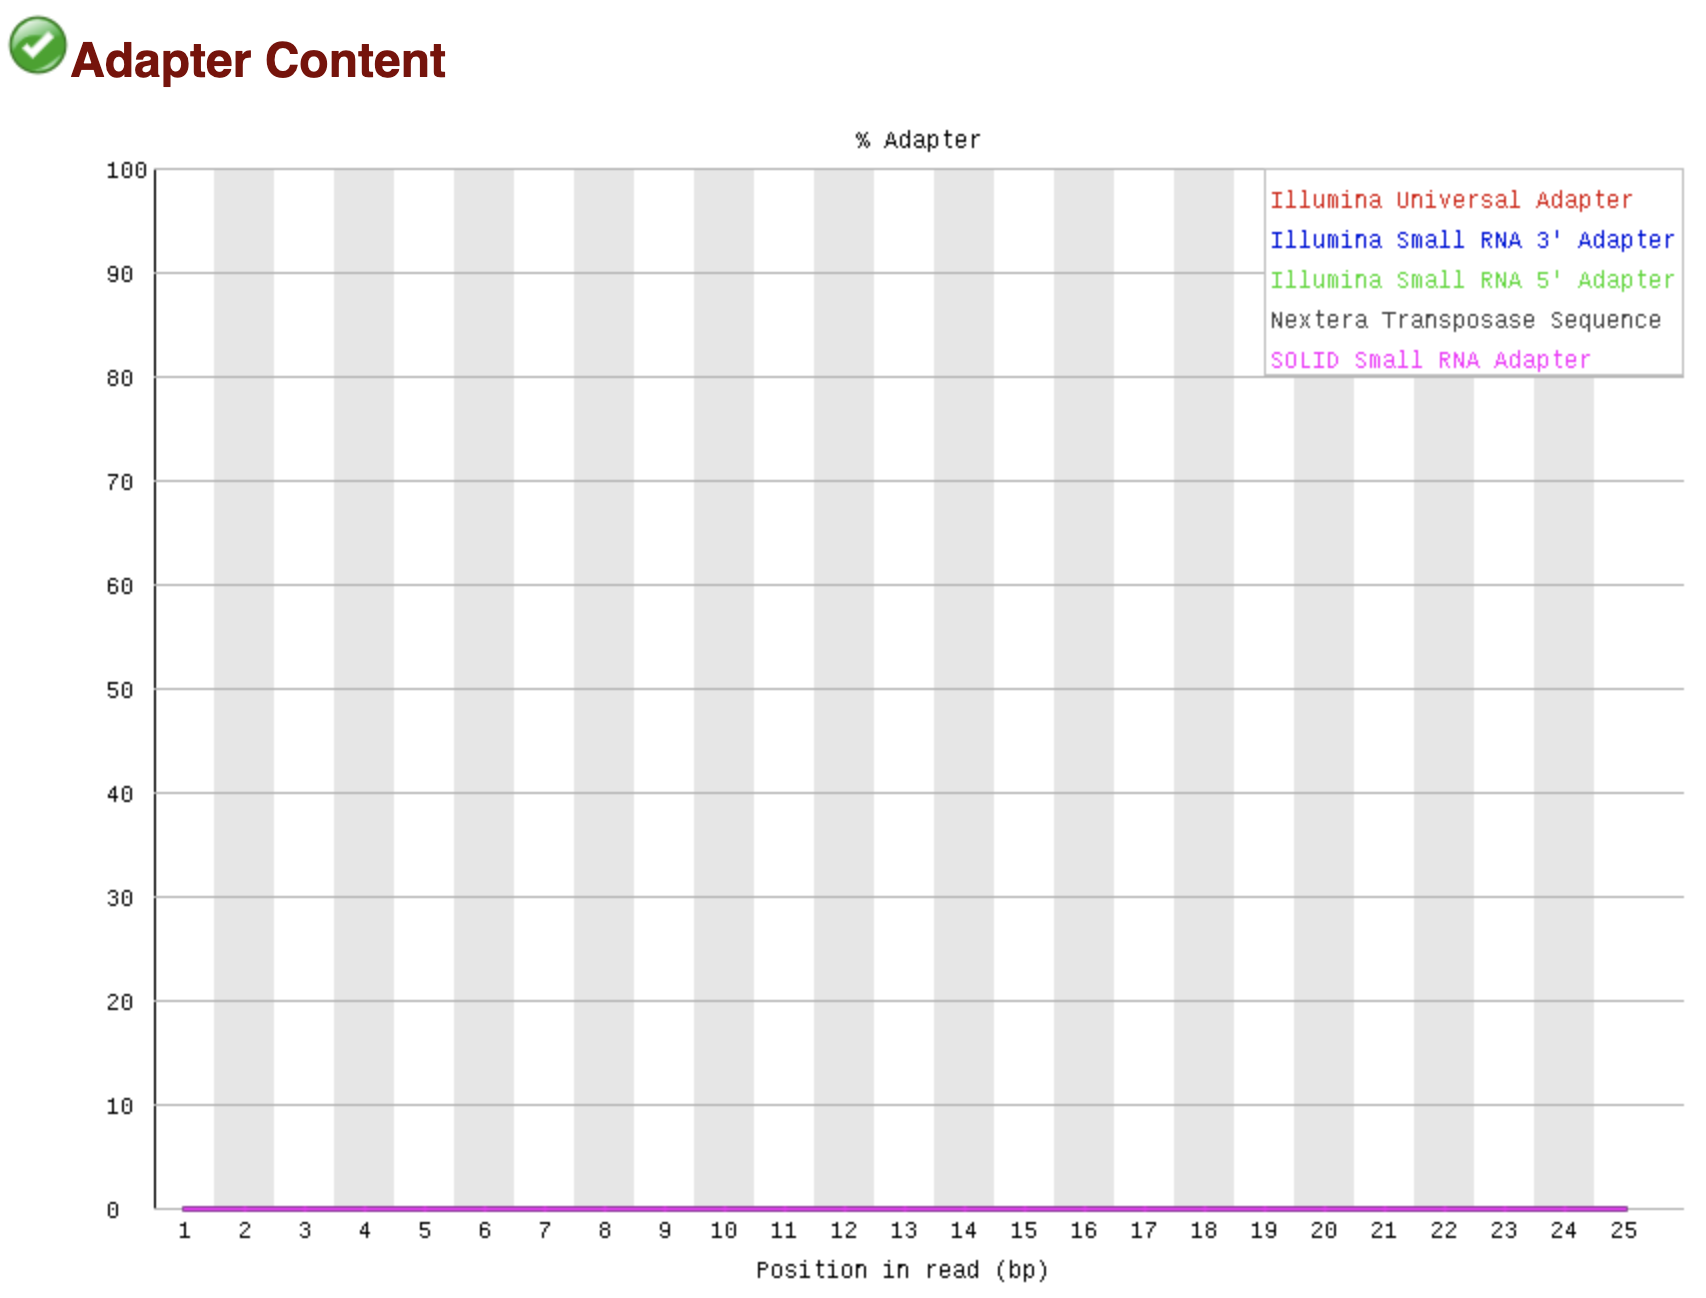 Adapter Content
% Adapter
100
90
80
70
60
50
40
30
20
10
0
Illumina Universal Adapter
Illumina Small RNA 3' Adapter
Illumina Small RNA 5' Adapter
Nextera Transposase Sequence
SOLID Small RNA Adapter
1 2 3 4 5 6 7 8 9 10 11 12 13 14 15 16 17 18 19 20 21 22 23 24 25
Position in read (bp)